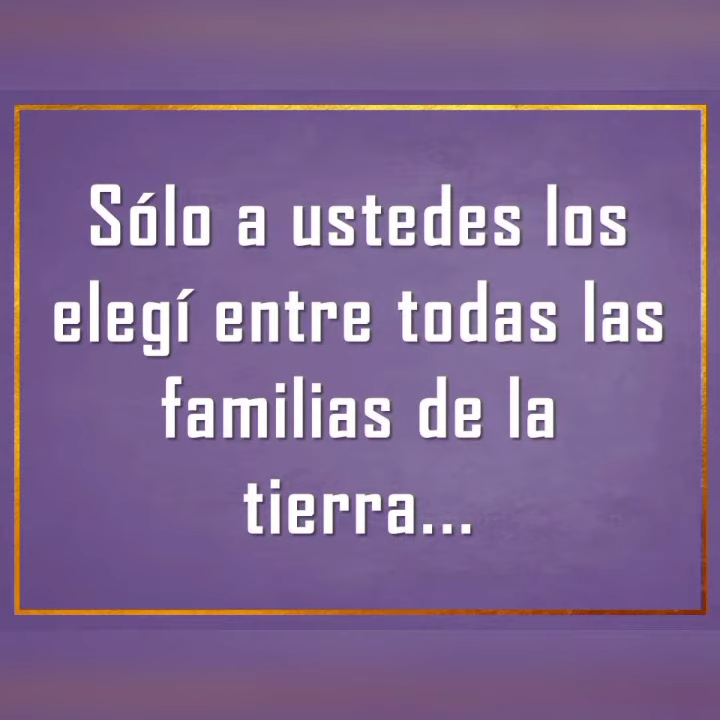 Sólo a ustedes los
elegí entre todas las
familias de la
tierra...